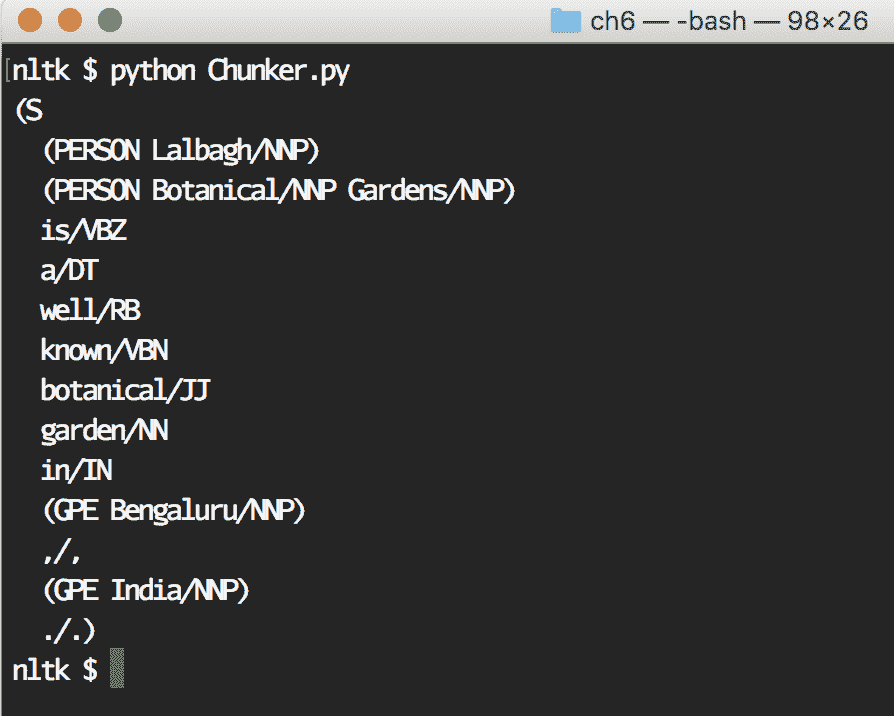 ch6 — -bash — 98×26
nltk $ python Chunker.py
(S
  (PERSON Lalbagh/NNP)
  (PERSON Botanical/NNP Gardens/NNP)
  is/VBZ
  a/DT
  well/RB
  known/VBN
  botanical/JJ
  garden/NN
  in/IN
  (GPE Bengaluru/NNP)
  ,/,
  (GPE India/NNP)
  ./.)
nltk $